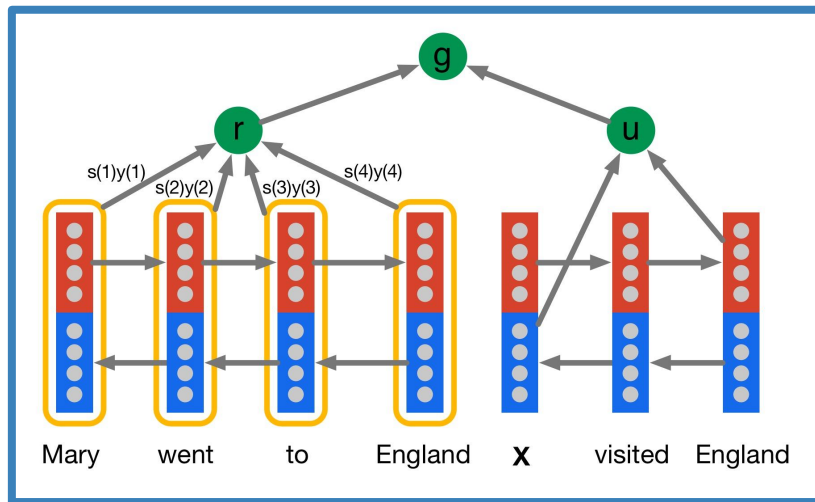 g
r
u
s(1)y(1)
s(2)y(2)
s(3)y(3)
s(4)y(4)
Mary went to England X visited England